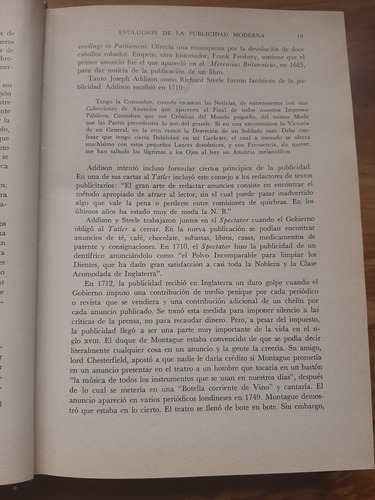 EVOLUCION DE LA PUBLICIDAD MODERNA 19
ceedings in Parliament. Ofrecía una recompensa por la devolución de doce
caballos robados. Empero, otro historiador, Frank Presbrey, sostiene que el
primer anuncio fue el que apareció en el Mercurius Britannicus, en 1625,
para dar noticia de la publicación de un libro.
Tanto Joseph Addison como Richard Steele fueron fanáticos de la pu-
blicidad. Addison escribió en 1710:
Tengo la Costumbre, cuando escasean las Noticias, de entretenerme con esas
Colecciones de Anuncios que aparecen al Final de todos nuestros Impresos
Públicos. Considero que son Crónicas del Mundo pequeño, del mismo Modo
que las Partes precedentes lo son del grande. Si en una encontramos la Victoria
de un General, en la otra vemos la Deserción de un Soldado raso. Debo con-
fesar que tengo cierta Debilidad en mi Carácter, el cual a menudo se afecta
muchísimo con estos pequeños Lances domésticos, y con Frecuencia, sin querer,
me han saltado las lágrimas a los Ojos al leer un Anuncio melancólico.
Addison intentó incluso formular ciertos principios de la publicidad.
En una de sus cartas al Tatler incluyó este consejo a los redactores de textos
publicitarios: "El gran arte de redactar anuncios consiste en encontrar el
método apropiado de atraer al lector, sin el cual puede pasar inadvertido
algo que vale la pena o perderse entre comisiones de quiebras. En los
últimos años ha estado muy de moda la N. B."
Addison y Steele trabajaron juntos en el Spectator cuando el Gobierno
obligó al Tatler a cerrar. En la nueva publicación se podían encontrar
anuncios de té, café, chocolate, subastas, libros, casas, medicamentos
de patente y consignaciones. En 1710, el Spectator hizo la publicidad de un
dentífrico anunciándolo como "el Polvo Incomparable para limpiar los
Dientes, que ha dado gran satisfacción a casi toda la Nobleza y la Clase
Acomodada de Inglaterra".
En 1712, la publicidad recibió en Inglaterra un duro golpe cuando el
Gobierno impuso una contribución de medio penique por cada periódico
o revista que se vendiera y una contribución adicional de un chelín por
cada anuncio publicado. Se tomó esta medida para imponer silencio a las
críticas de la prensa, no para recaudar dinero. Pero, a pesar del impuesto,
la publicidad llegó a ser una parte muy importante de la vida en el si-
glo XVIII. El duque de Montague estaba convencido de que se podía decir
literalmente cualquier cosa en un anuncio y la gente la creería. Su amigo,
lord Chesterfield, apostó a que nadie le daría crédito si Montague prometía
en un anuncio presentar en el teatro a un hombre que tocaría en un bastón
"la música de todos los instrumentos que se usan en nuestros días", después
de lo cual se metería en una "Botella corriente de Vino" y cantaría. El
anuncio apareció en varios periódicos londineses en 1749. Montague demos-
tró que estaba en lo cierto. El teatro se llenó de bote en bote. Sin embargo,